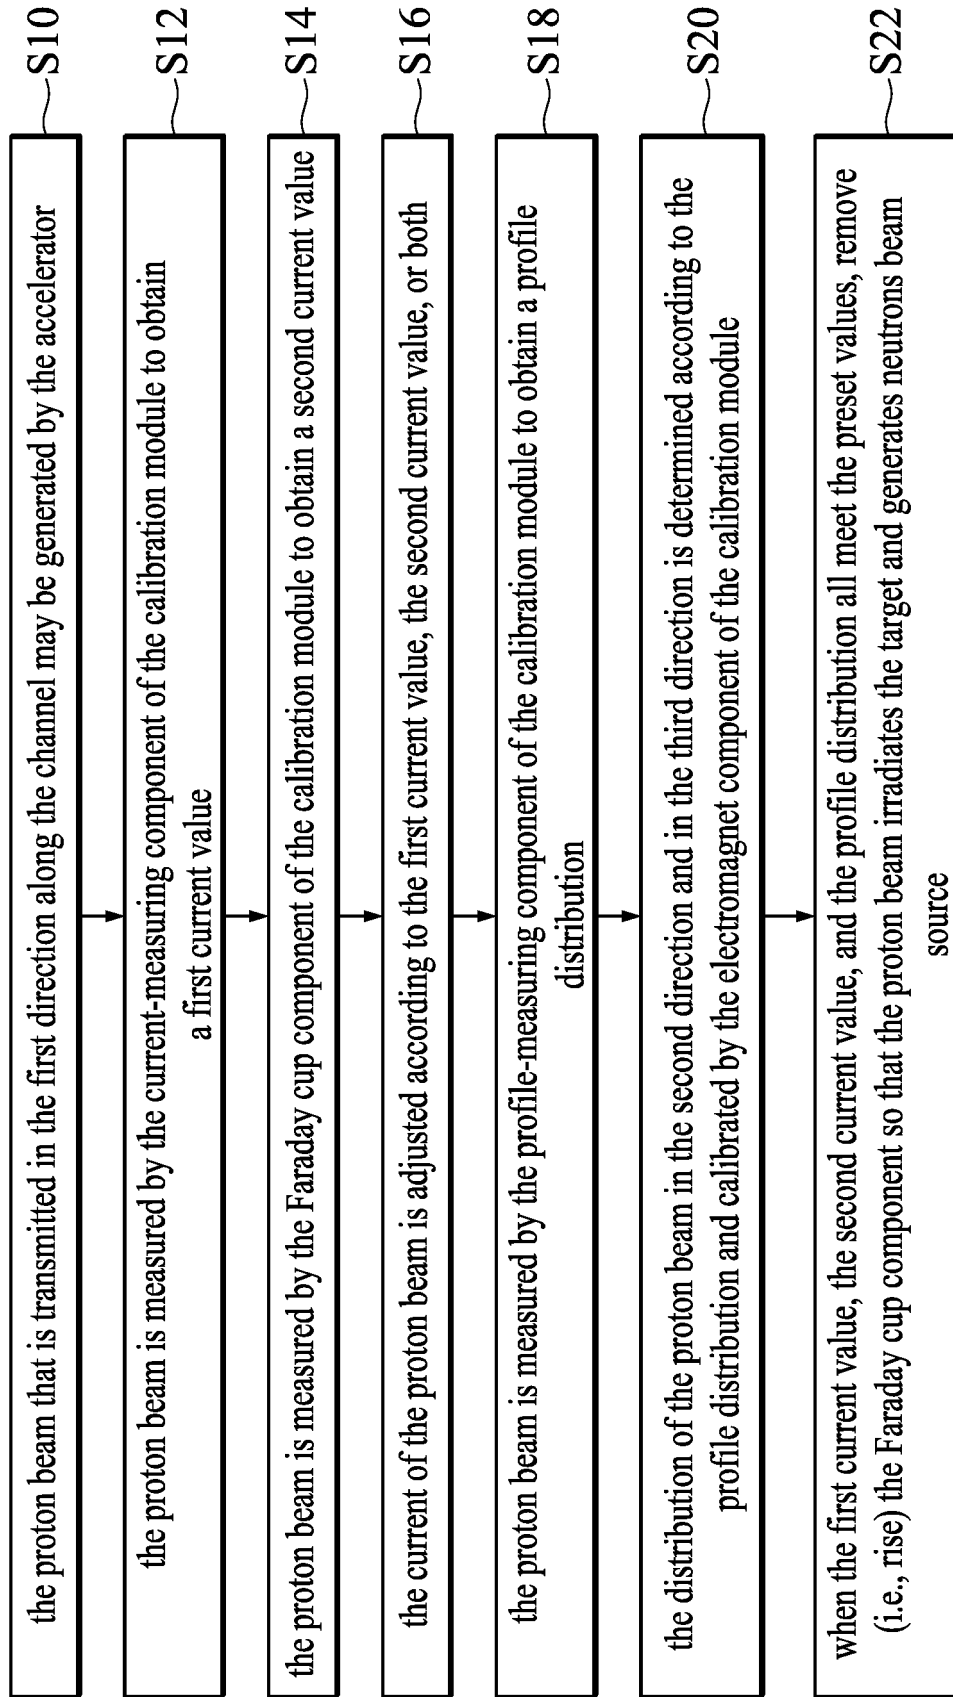 the proton beam that is transmitted in the first direction along the channel may be generated by the accelerator
S10
the proton beam is measured by the current-measuring component of the calibration module to obtain
a first current value
S12
the proton beam is measured by the Faraday cup component of the calibration module to obtain a second current value
S14
the current of the proton beam is adjusted according to the first current value, the second current value, or both
S16
the proton beam is measured by the profile-measuring component of the calibration module to obtain a profile
distribution
S18
the distribution of the proton beam in the second direction and in the third direction is determined according to the
profile distribution and calibrated by the electromagnet component of the calibration module
S20
when the first current value, the second current value, and the profile distribution all meet the preset values, remove
(i.e., rise) the Faraday cup component so that the proton beam irradiates the target and generates neutrons beam
source
S22